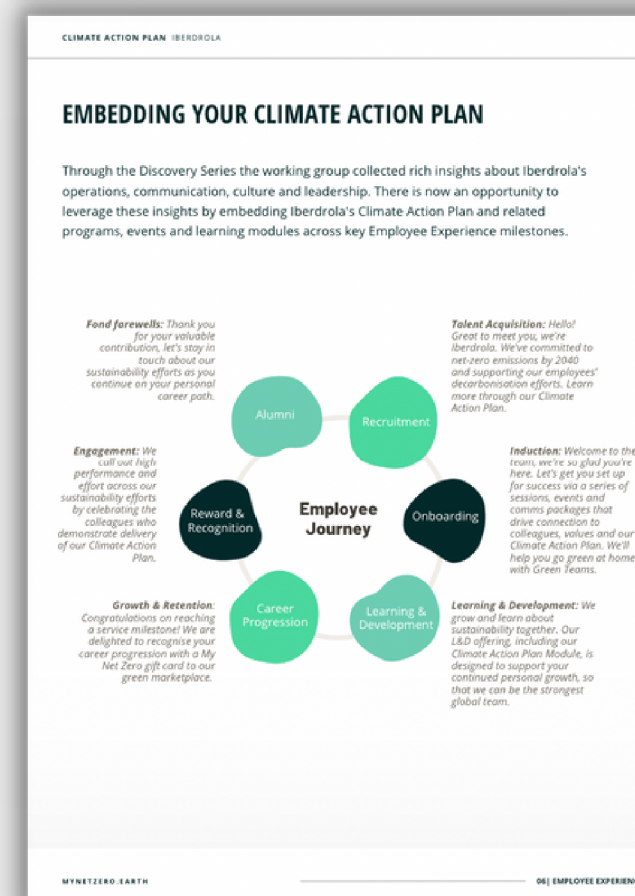 CLIMATE ACTION PLAN IBERDROLA
EMBEDDING YOUR CLIMATE ACTION PLAN
Through the Discovery Series the working group collected rich insights about Iberdrola's
operations, communication, culture and leadership. There is now an opportunity to
leverage these insights by embedding Iberdrola's Climate Action Plan and related
programs, events and learning modules across key Employee Experience milestones.
Fond farewells: Thank you
for your valuable
contribution, let's stay in
touch about our
sustainability efforts as you
continue on your personal
career path.
Talent Acquisition: Hello!
Great to meet you, we're
Iberdrola. We've committed to
net-zero emissions by 2040
and supporting our employees'
decarbonisation efforts. Learn
more through our Climate
Action Plan.
Alumni
Recruitment
Engagement: We
call out high
performance and
effort across our
sustainability efforts
by celebrating the
colleagues who
demonstrate delivery
of our Climate Action
Plan.
Reward &
Recognition
Employee
Journey
Onboarding
Induction: Welcome to the
team, we're so glad you're
here. Let's get you set up
for success via a series of
sessions, events and
comms packages that
drive connection to
colleagues, values and our
Climate Action Plan. We'll
help you go green at home
with Green Teams.
Growth & Retention:
Congratulations on reaching
a service milestone! We are
delighted to recognise your
career progression with a My
Net Zero gift card to our
green marketplace.
Career
Progression
Learning &
Development
Learning & Development: We
grow and learn about
sustainability together. Our
L&D offering, including our
Climate Action Plan Module, is
designed to support your
continued personal growth, so
that we can be the strongest
global team.
MYNETZERO.EARTH
06| EMPLOYEE EXPERIENC